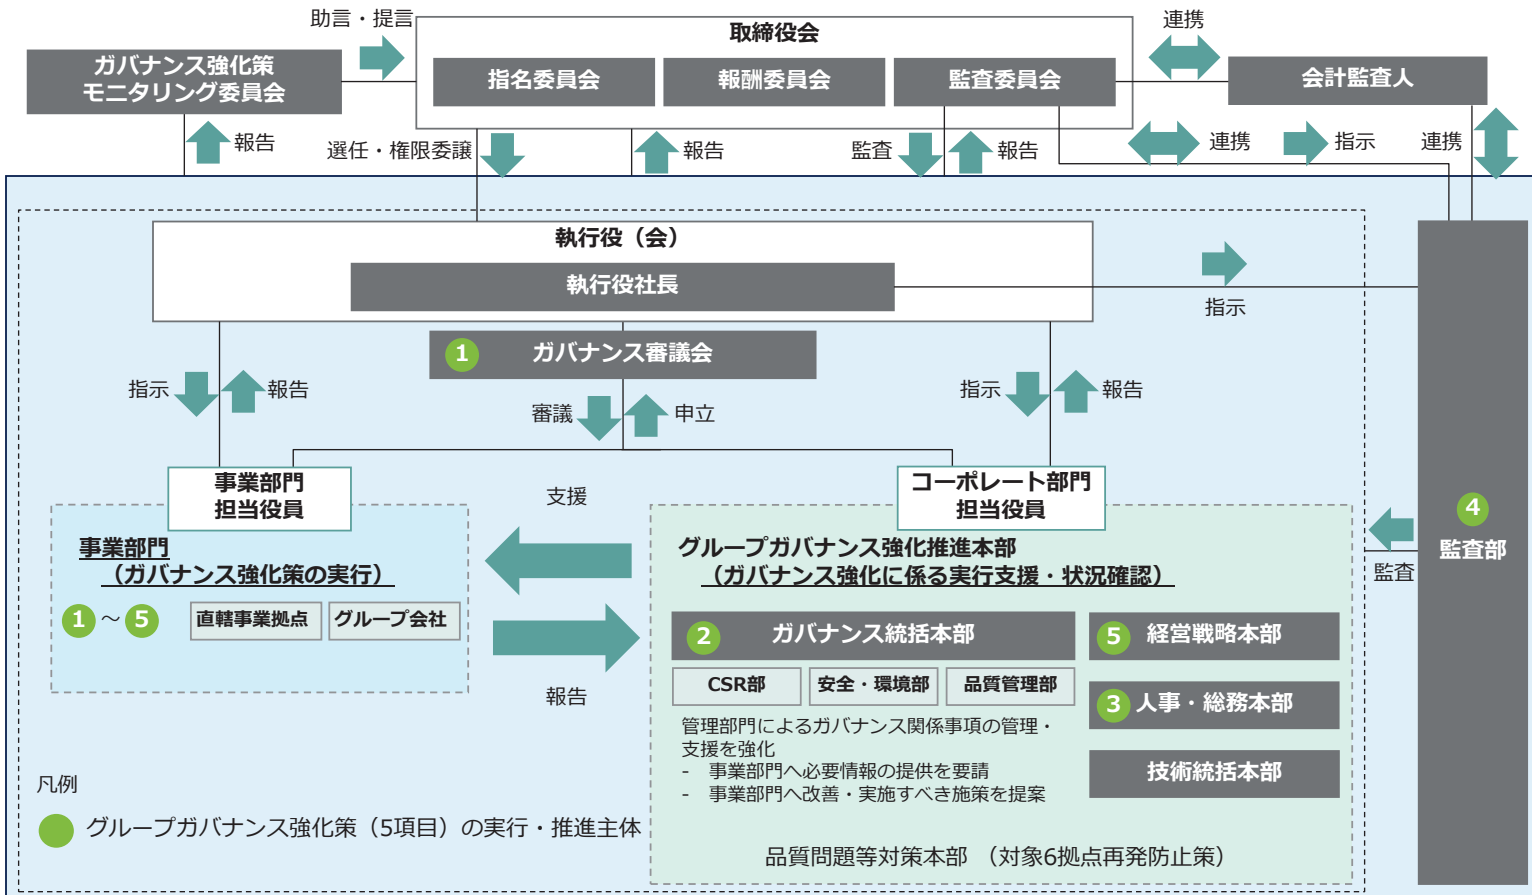 助言・提言
取締役会
連携
ガバナンス強化策
モニタリング委員会
指名委員会
報酬委員会
監査委員会
会計監査人
報告
選任・権限委譲
報告
監査
報告
連携
指示
連携
執行役（会）
執行役社長
指示
① ガバナンス審議会
指示
報告
審議
申立
指示
報告
事業部門
担当役員
支援
コーポレート部門
担当役員
事業部門
（ガバナンス強化策の実行）
①～⑤
直轄事業拠点
グループ会社
報告
グループガバナンス強化推進本部
（ガバナンス強化に係る実行支援・状況確認）
② ガバナンス統括本部
⑤ 経営戦略本部
CSR部
安全・環境部
品質管理部
③ 人事・総務本部
管理部門によるガバナンス関係事項の管理・
支援を強化
- 事業部門へ必要情報の提供を要請
- 事業部門へ改善・実施すべき施策を提案
技術統括本部
品質問題等対策本部 （対象6拠点再発防止策）
④
監査部
監査
凡例
グループガバナンス強化策（5項目）の実行・推進主体